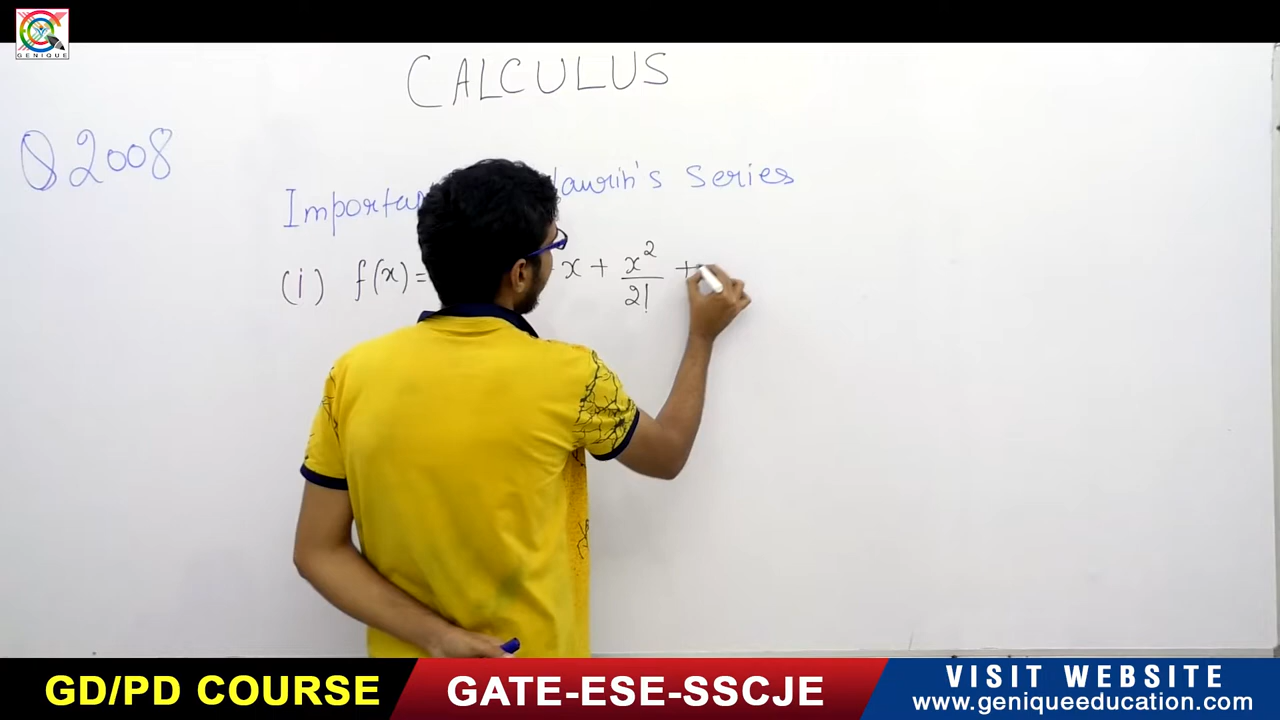 GENIQUE
CALCULUS
Q 2008
Importa laurin's Series
(i) f(x) = x + x²/2! +
GD/PD COURSE
GATE-ESE-SSCJE
VISIT WEBSITE
www.geniqueeducation.com